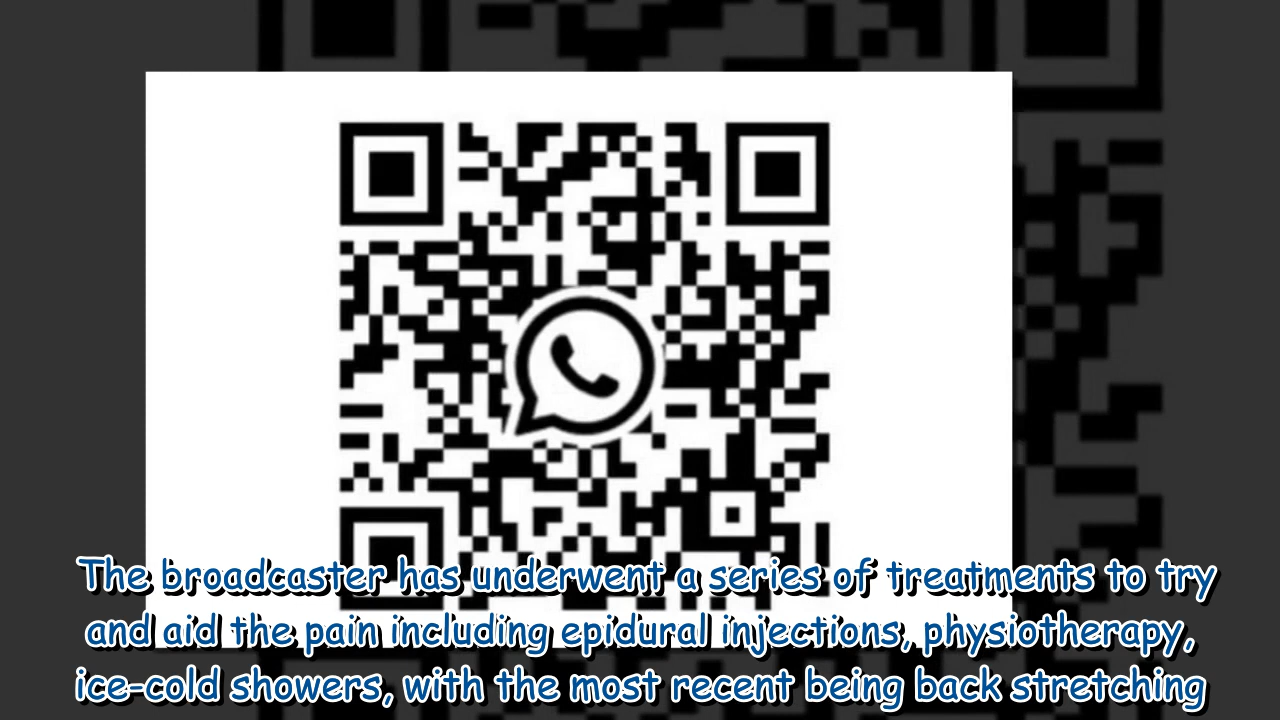 The broadcaster has underwent a series of treatments to try
and aid the pain including epidural injections, physiotherapy,
ice-cold showers, with the most recent being back stretching